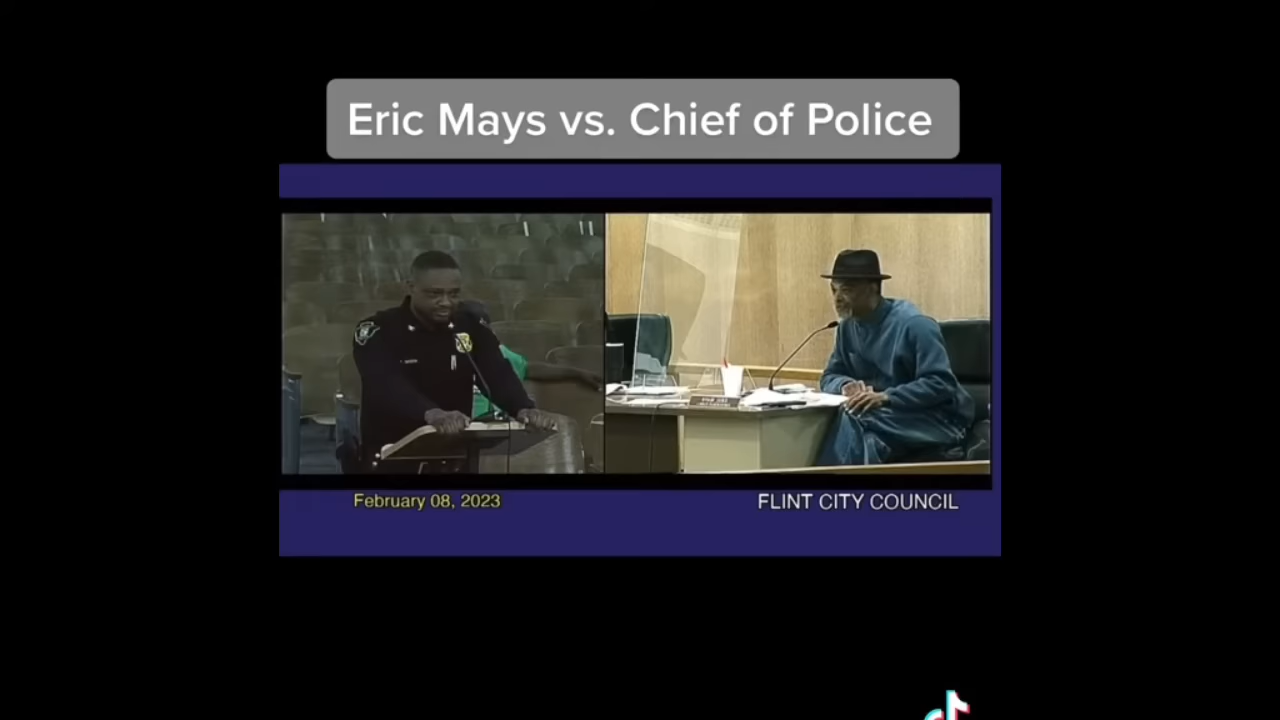 Eric Mays vs. Chief of Police
February 08, 2023
FLINT CITY COUNCIL